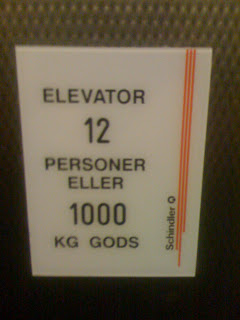 ELEVATOR
12
PERSONER
ELLER
1000
KG GODS
Schindler